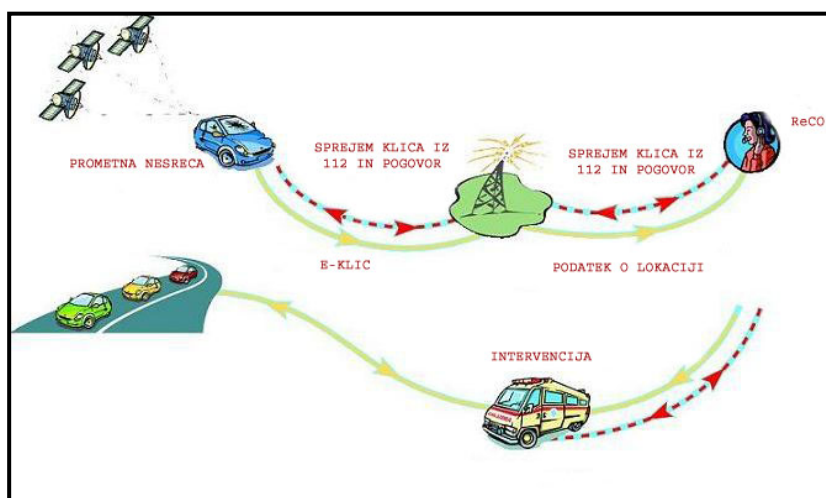 ReCO
SPREJEM KLICA IZ
112 IN POGOVOR
SPREJEM KLICA IZ
112 IN POGOVOR
PROMETNA NESRECA
E-KLIC
PODATEK O LOKACIJI
INTERVENCIJA